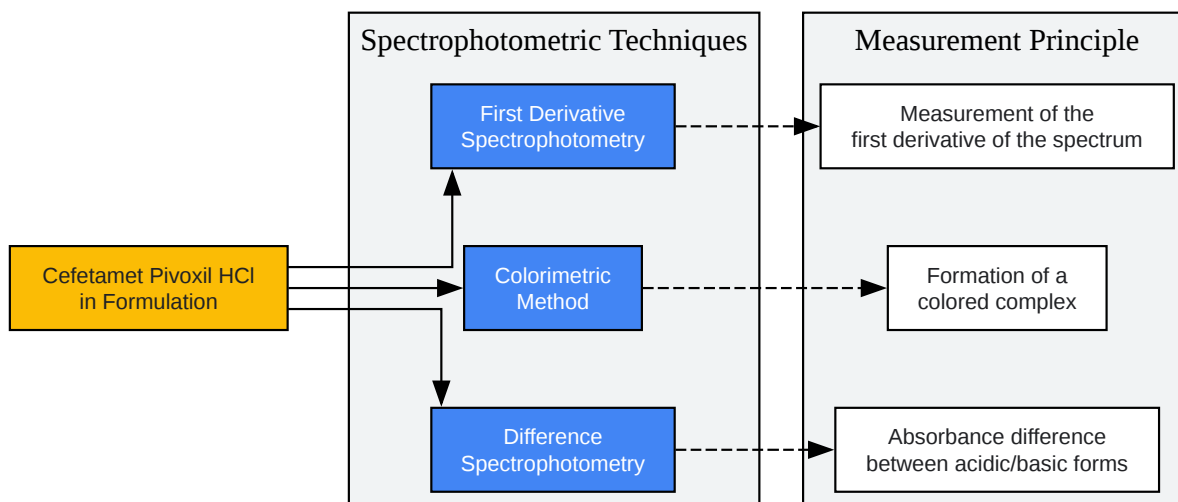 Spectrophotometric Techniques
Measurement Principle
First Derivative
Spectrophotometry
Measurement of the
first derivative of the spectrum
Cefetamet Pivoxil HCl
in Formulation
Colorimetric
Method
Formation of a
colored complex
Difference
Spectrophotometry
Absorbance difference
between acidic/basic forms